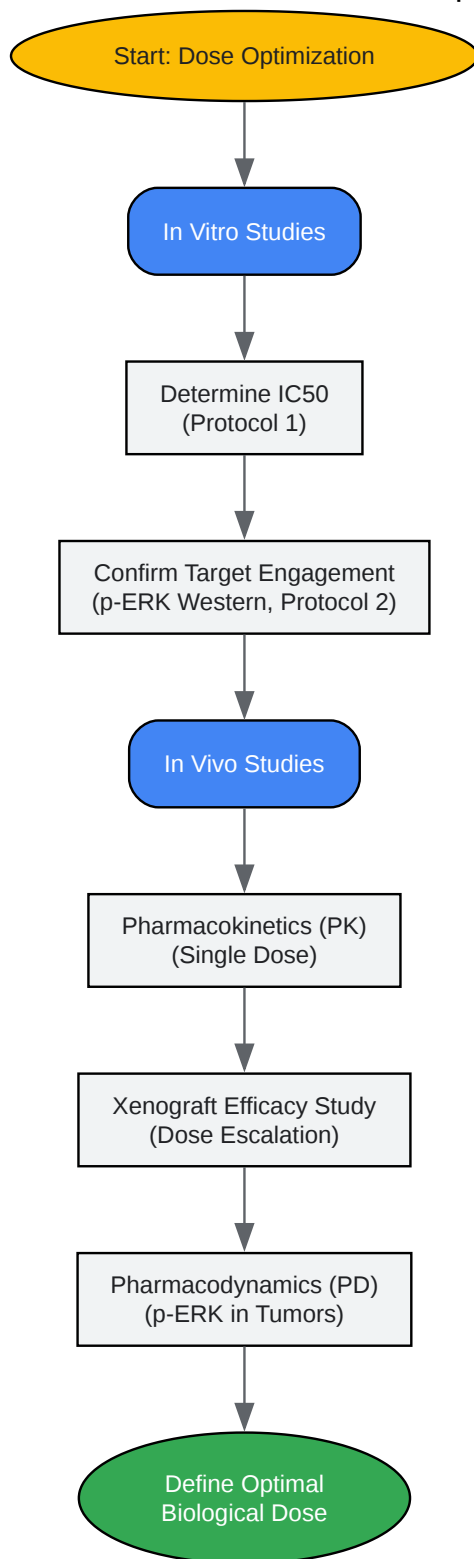 Start: Dose Optimization
In Vitro Studies
Determine IC50
(Protocol 1)
Confirm Target Engagement
(p-ERK Western, Protocol 2)
In Vivo Studies
Pharmacokinetics (PK)
(Single Dose)
Xenograft Efficacy Study
(Dose Escalation)
Pharmacodynamics (PD)
(p-ERK in Tumors)
Define Optimal
Biological Dose